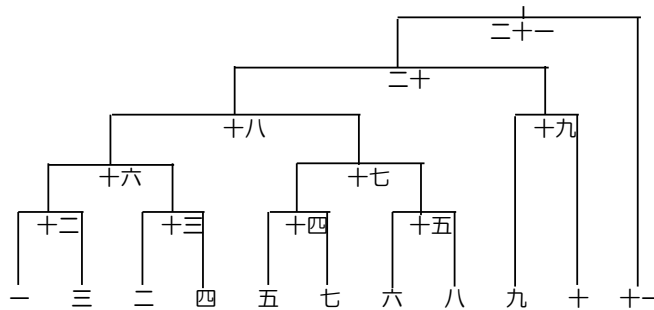 二十一
二十
十八 十九
十六 十七
十二 十三 十四 十五
一 三 二 四 五 七 六 八 九 十 十一